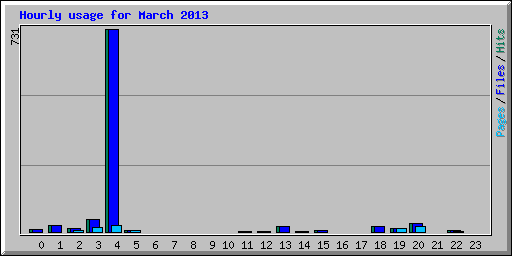 Hourly usage for March 2013
731
Pages/Files/Hits
0 1 2 3 4 5 6 7 8 9 10 11 12 13 14 15 16 17 18 19 20 21 22 23